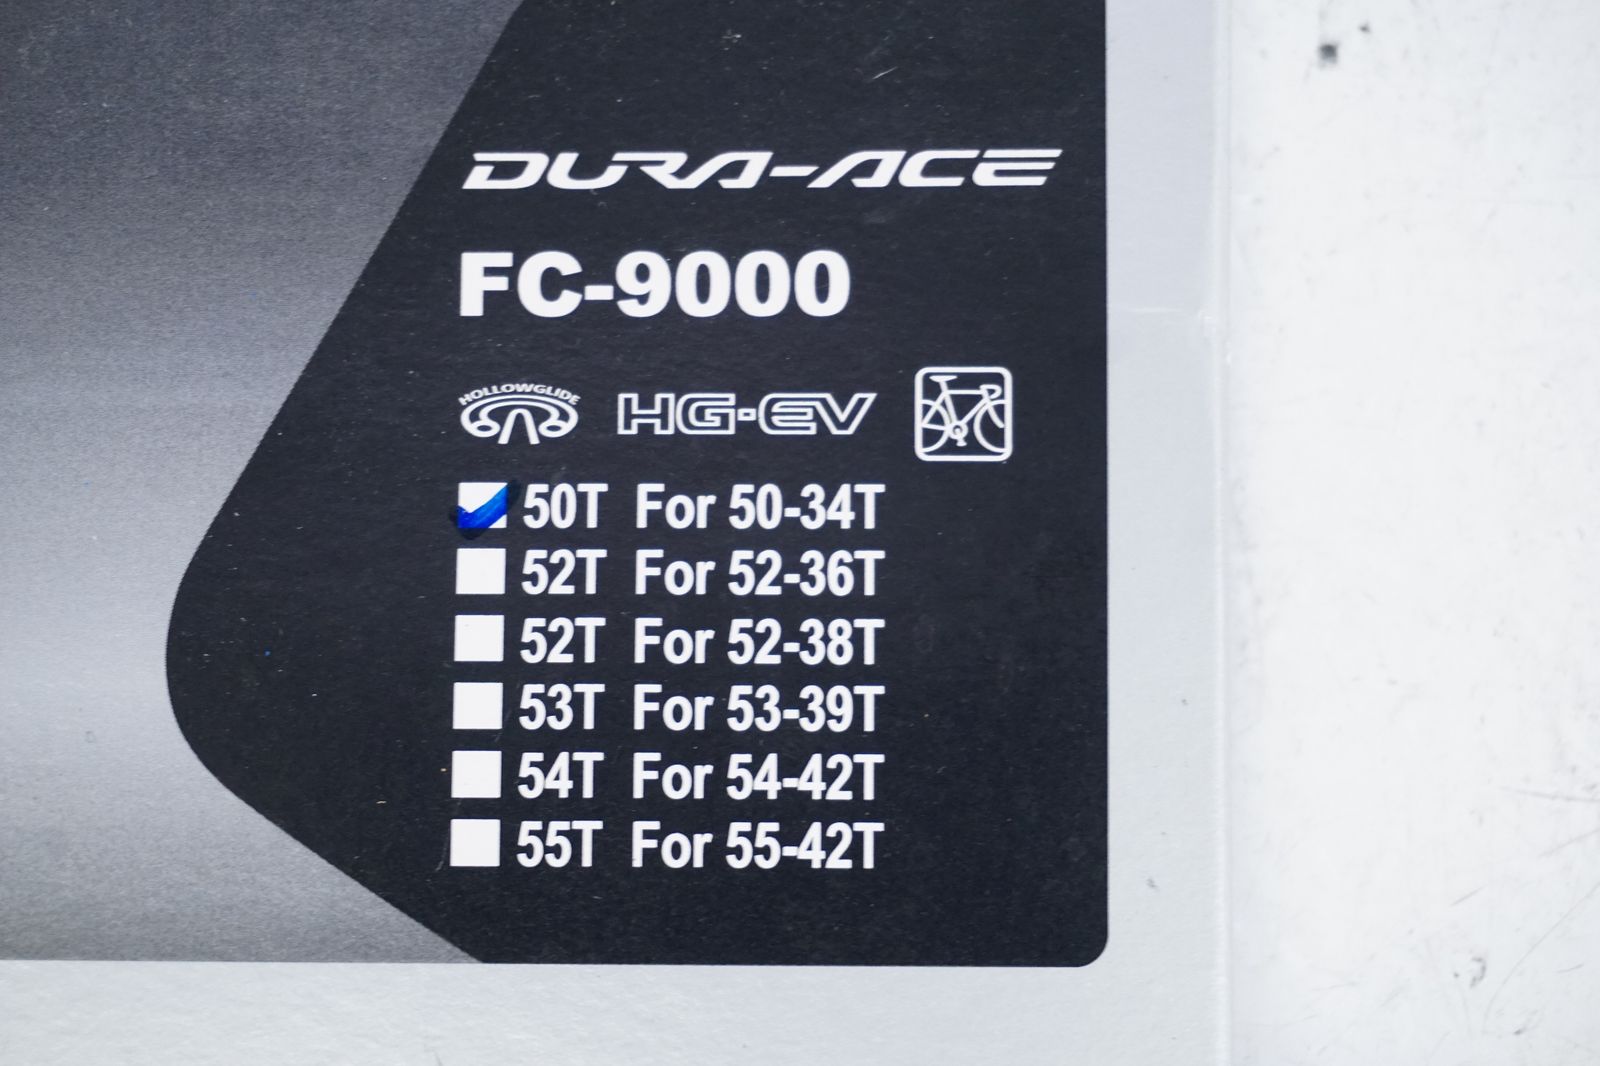 DURA-ACE
FC-9000
HOLLOWGLIDE HG-EV
50T For 50-34T
52T For 52-36T
52T For 52-38T
53T For 53-39T
54T For 54-42T
55T For 55-42T